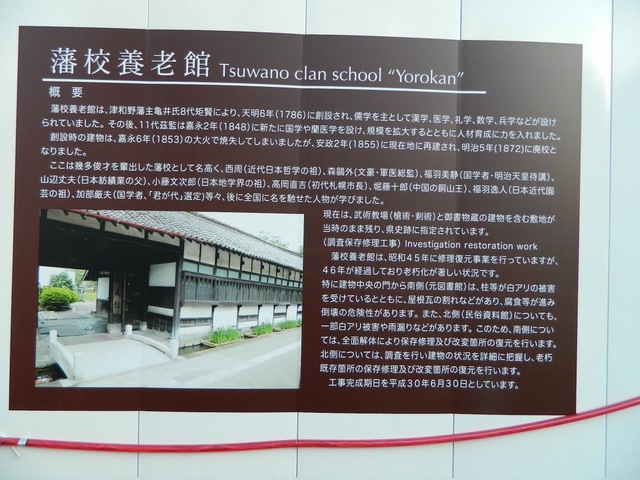 藩校養老館 Tsuwano clan school “Yorokan”
概 要
藩校養老館は、津和野藩主亀井氏8代矩賢により、天明6年(1786)に創設され、儒学を主として漢学、医学、礼学、数学、兵学などが設け
られていました。その後、11代茲監は嘉永2年(1848)に新たに国学や蘭医学を設け、規模を拡大するとともに人材育成に力を入れました。
創設時の建物は、嘉永6年(1853)の大火で焼失してしまいましたが、安政2年(1855)に現在地に再建され、明治5年(1872)に廃校と
なりました。
ここは幾多俊才を輩出した藩校として名高く、西周(近代日本哲学の祖)、森鷗外(文豪・軍医総監)、福羽美静(国学者・明治天皇侍講)、
山辺丈夫(日本紡績業の父)、小藤文次郎(日本地学界の祖)、高岡直吉(初代札幌市長)、堀藤十郎(中国の銅山王)、福羽逸人(日本近代園
芸の祖)、加部厳夫(国学者、「君が代」選定)等々、後に全国に名を馳せた人物が学びました。
現在は、武術教場(槍術・剣術)と御書物蔵の建物を含む敷地が
当時のまま残り、県史跡に指定されています。
(調査保存修理工事) Investigation restoration work
藩校養老館は、昭和45年に修理復元事業を行っていますが、
46年が経過しており老朽化が著しい状況です。
特に建物中央の門から南側(元図書館)は、柱等が白アリの被害
を受けているとともに、屋根瓦の割れなどがあり、腐食等が進み
倒壊の危険性があります。また、北側(民俗資料館)についても、
一部白アリ被害や雨漏りなどがあります。このため、南側につい
ては、全面解体により保存修理及び改変箇所の復元を行います。
北側については、調査を行い建物の状況を詳細に把握し、老朽
既存箇所の保存修理及び改変箇所の復元を行います。
工事完成期日を平成30年6月30日としています。